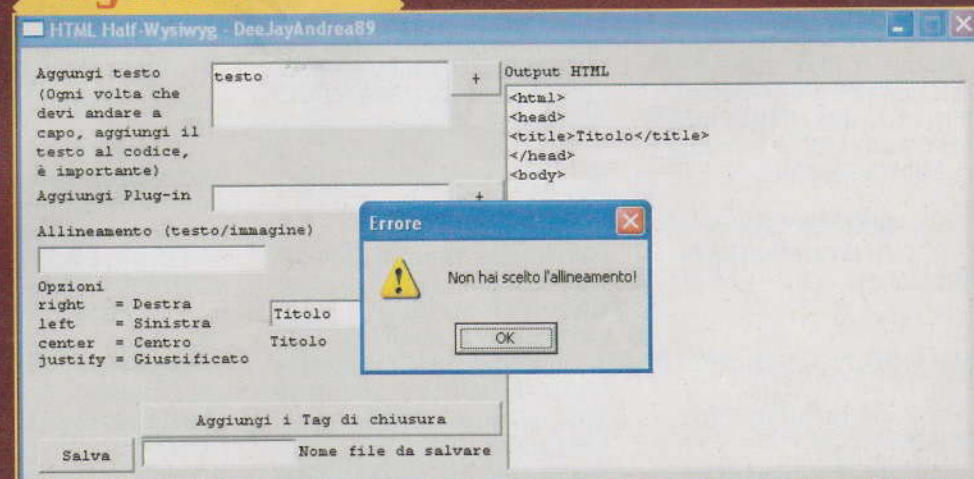 HTML Half-Wysiwyg - DeeJayAndrea89
Aggungi testo
(Ogni volta che
devi andare a
capo, aggiungi il
testo al codice,
è importante)
testo
+
Aggiungi Plug-in
+
Allineamento (testo/immagine)
Opzioni
right = Destra
left = Sinistra
center = Centro
justify = Giustificato
Titolo
Titolo
Aggiungi i Tag di chiusura
Salva
Nome file da salvare
Output HTML
<html>
<head>
<title>Titolo</title>
</head>
<body>
Errore
Non hai scelto l'allineamento!
OK